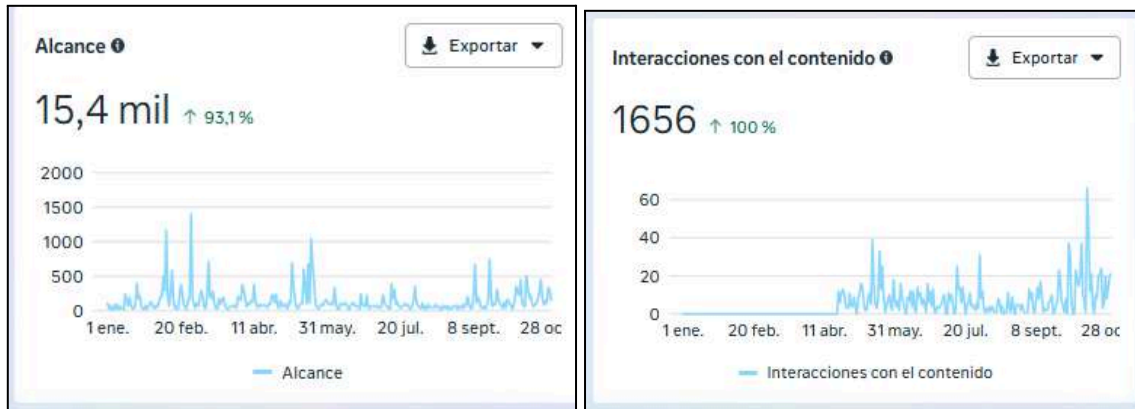 Alcance
Exportar
15,4 mil ↑ 93,1 %
2000
1500
1000
500
0
1 ene. 20 feb. 11 abr. 31 may. 20 jul. 8 sept. 28 oc
Alcance
Interacciones con el contenido
Exportar
1656 ↑ 100 %
60
40
20
0
1 ene. 20 feb. 11 abr. 31 may. 20 jul. 8 sept. 28 oc
Interacciones con el contenido